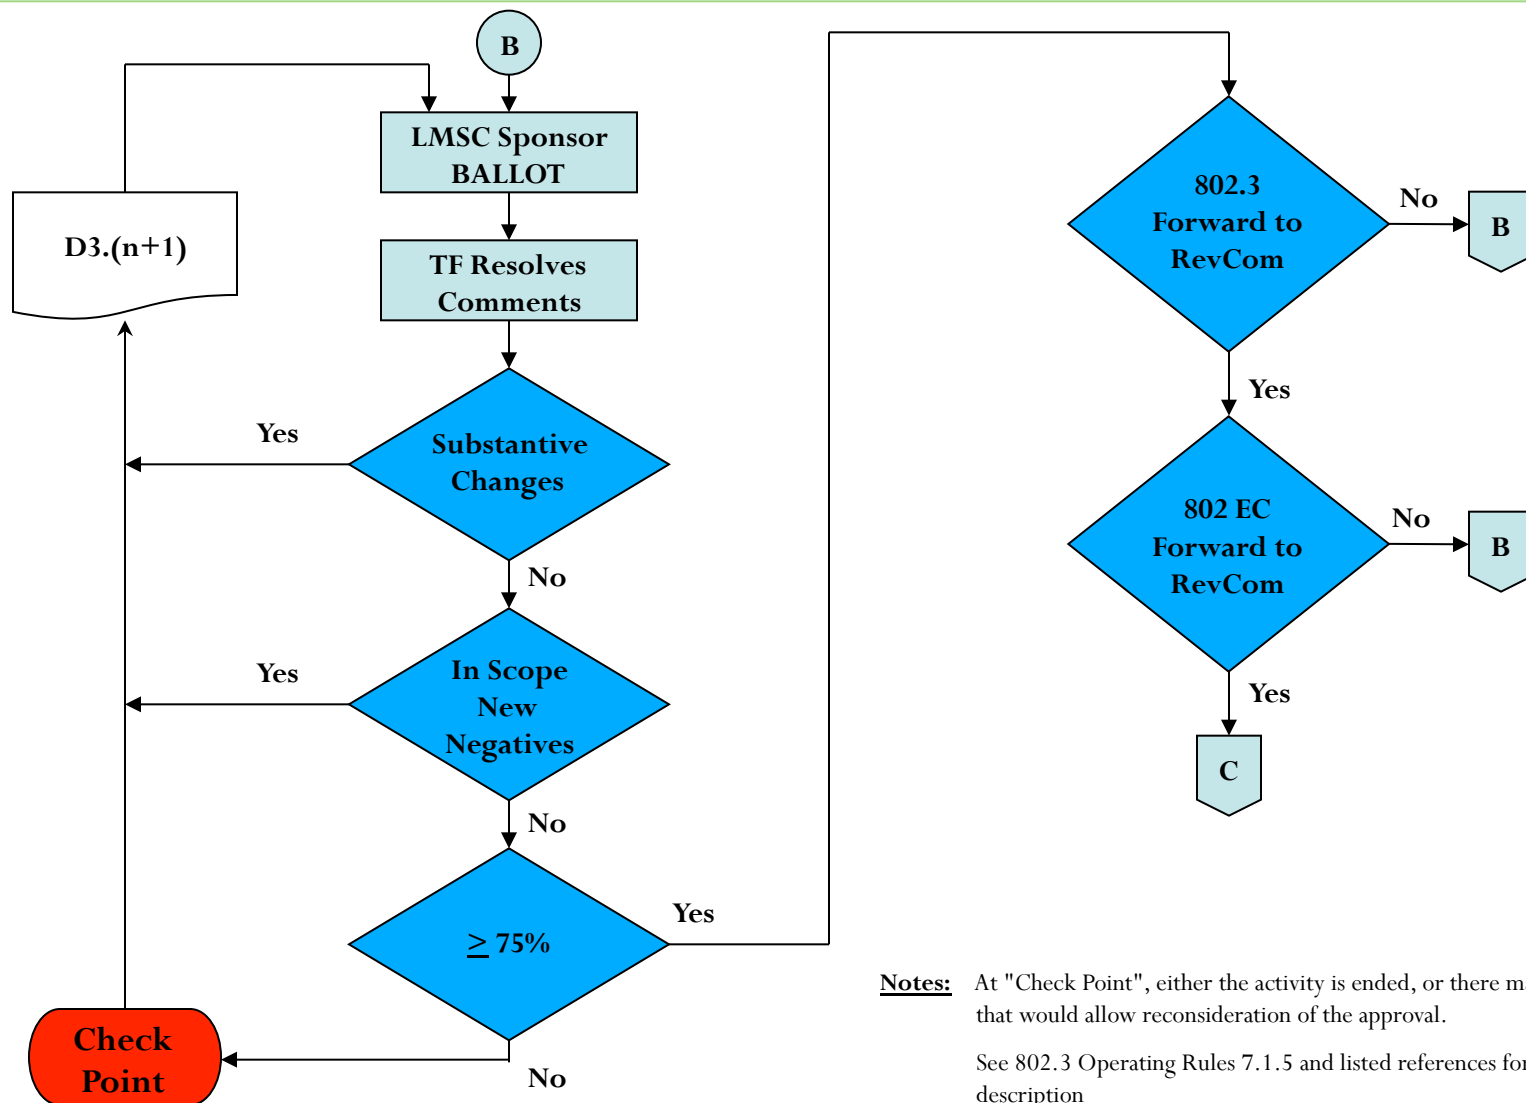 B
LMSC Sponsor
BALLOT
D3.(n+1)
TF Resolves
Comments
Yes
Substantive
Changes
No
Yes
In Scope
New
Negatives
No
≥ 75%
Yes
Check
Point
No
802.3
Forward to
RevCom
No
B
Yes
802 EC
Forward to
RevCom
No
B
Yes
C
Notes: At "Check Point", either the activity is ended, or there
that would allow reconsideration of the approval.
See 802.3 Operating Rules 7.1.5 and listed references for
description